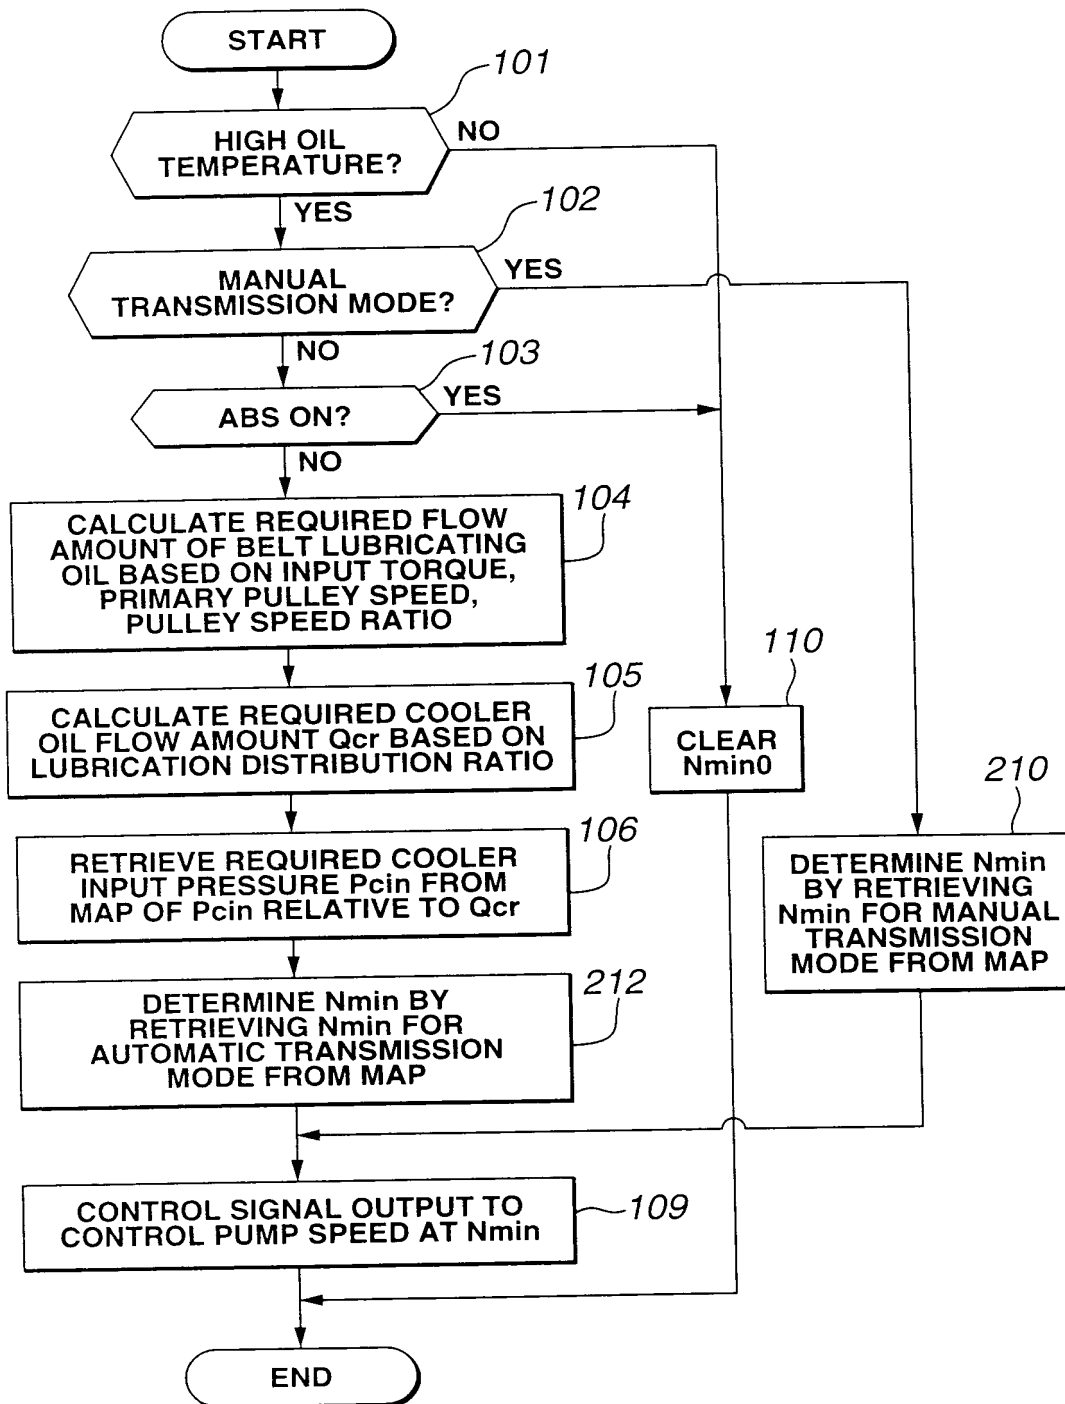 START
101
HIGH OIL
TEMPERATURE?
NO
YES
102
MANUAL
TRANSMISSION MODE?
YES
NO
103
ABS ON?
YES
NO
104
CALCULATE REQUIRED FLOW
AMOUNT OF BELT LUBRICATING
OIL BASED ON INPUT TORQUE,
PRIMARY PULLEY SPEED,
PULLEY SPEED RATIO
105
CALCULATE REQUIRED COOLER
OIL FLOW AMOUNT Qcr BASED ON
LUBRICATION DISTRIBUTION RATIO
110
CLEAR
Nmin0
106
RETRIEVE REQUIRED COOLER
INPUT PRESSURE Pcin FROM
MAP OF Pcin RELATIVE TO Qcr
210
DETERMINE Nmin
BY RETRIEVING
Nmin FOR MANUAL
TRANSMISSION
MODE FROM MAP
212
DETERMINE Nmin BY
RETRIEVING Nmin FOR
AUTOMATIC TRANSMISSION
MODE FROM MAP
109
CONTROL SIGNAL OUTPUT TO
CONTROL PUMP SPEED AT Nmin
END